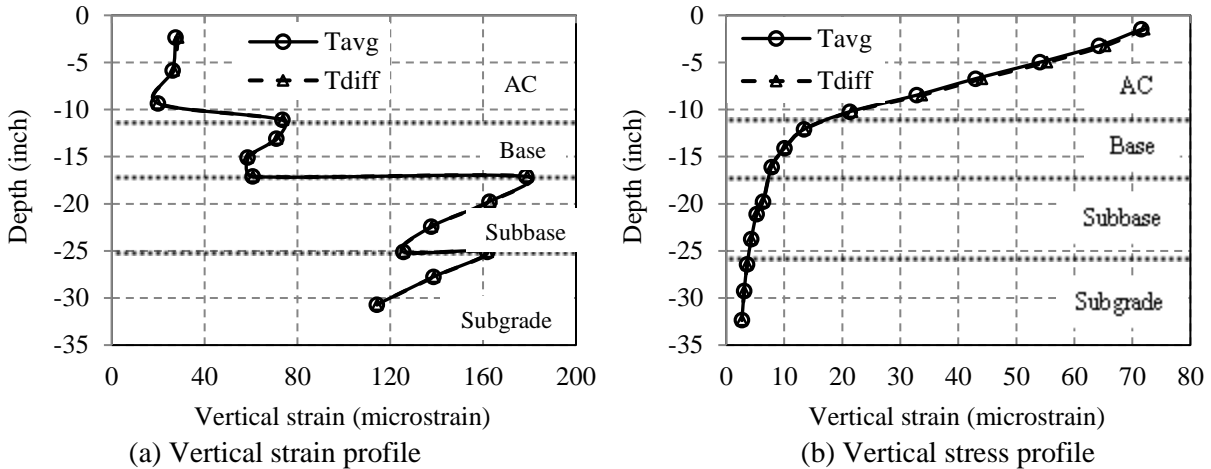 0
-5
-10
-15
-20
-25
-30
-35
Depth (inch)
Tavg
Tdiff
AC
Base
Subbase
Subgrade
0 40 80 120 160 200
Vertical strain (microstrain)
(a) Vertical strain profile
0
-5
-10
-15
-20
-25
-30
-35
Depth (inch)
Tavg
Tdiff
AC
Base
Subbase
Subgrade
0 10 20 30 40 50 60 70 80
Vertical strain (microstrain)
(b) Vertical stress profile